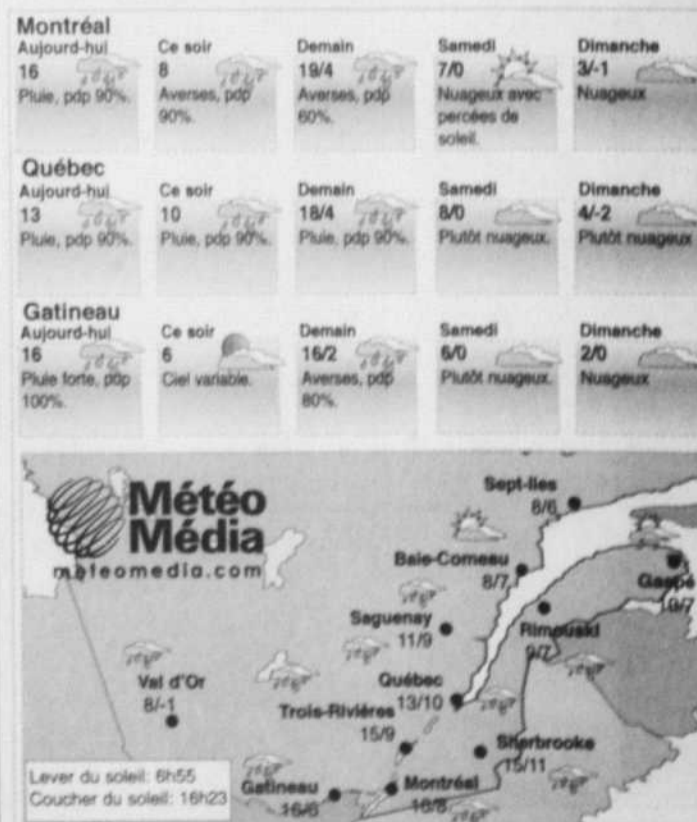 Montréal
Aujourd-hui
16
Pluie, pdp 90%.
Ce soir
8
Averses, pdp
90%.
Demain
19/4
Averses, pdp
60%.
Samedi
7/0
Nuageux avec
percées de
soleil.
Dimanche
3/-1
Nuageux
Québec
Aujourd-hui
13
Pluie, pdp 90%.
Ce soir
10
Pluie, pdp 90%.
Demain
18/4
Pluie, pdp 90%.
Samedi
8/0
Plutôt nuageux.
Dimanche
4/-2
Plutôt nuageux
Gatineau
Aujourd-hui
16
Pluie forte, pdp
100%.
Ce soir
6
Ciel variable.
Demain
16/2
Averses, pdp
80%.
Samedi
6/0
Plutôt nuageux.
Dimanche
2/0
Nuageux
Météo
Média
meteomedia.com
Sept-Iles
8/6
Baie-Comeau
8/7
Gaspé
10/7
Saguenay
11/9
Rimouski
9/7
Val d'Or
8/-1
Québec
13/10
Trois-Rivières
15/9
Sherbrooke
15/11
Gatineau
16/6
Montréal
16/8
Lever du soleil: 6h55
Coucher du soleil: 16h23